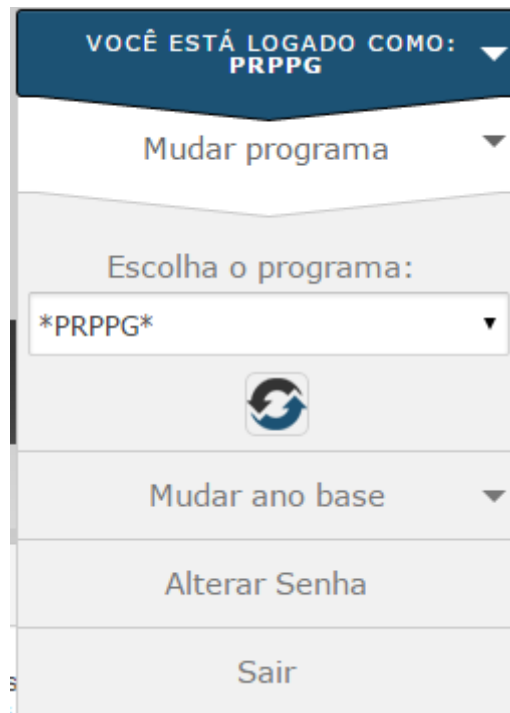 VOCÊ ESTÁ LOGADO COMO:
PRPPG
Mudar programa
Escolha o programa:
*PRPPG*
Mudar ano base
Alterar Senha
Sair